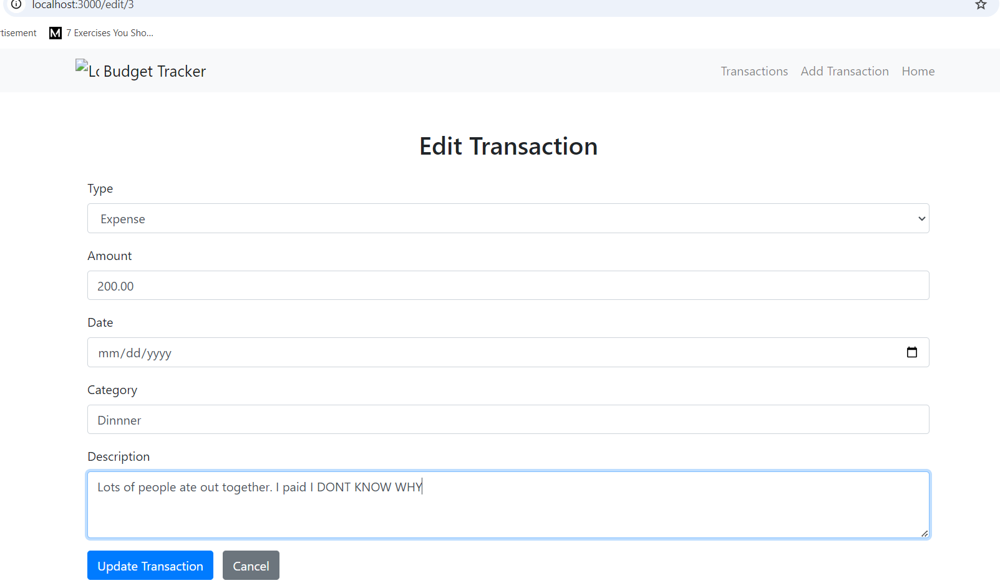 localhost:3000/edit/3
tisement 7 Exercises You Sho...
Lo Budget Tracker Transactions Add Transaction Home
Edit Transaction
Type
Expense
Amount
200.00
Date
mm/dd/yyyy
Category
Dinnner
Description
Lots of people ate out together. I paid I DONT KNOW WHY
Update Transaction Cancel